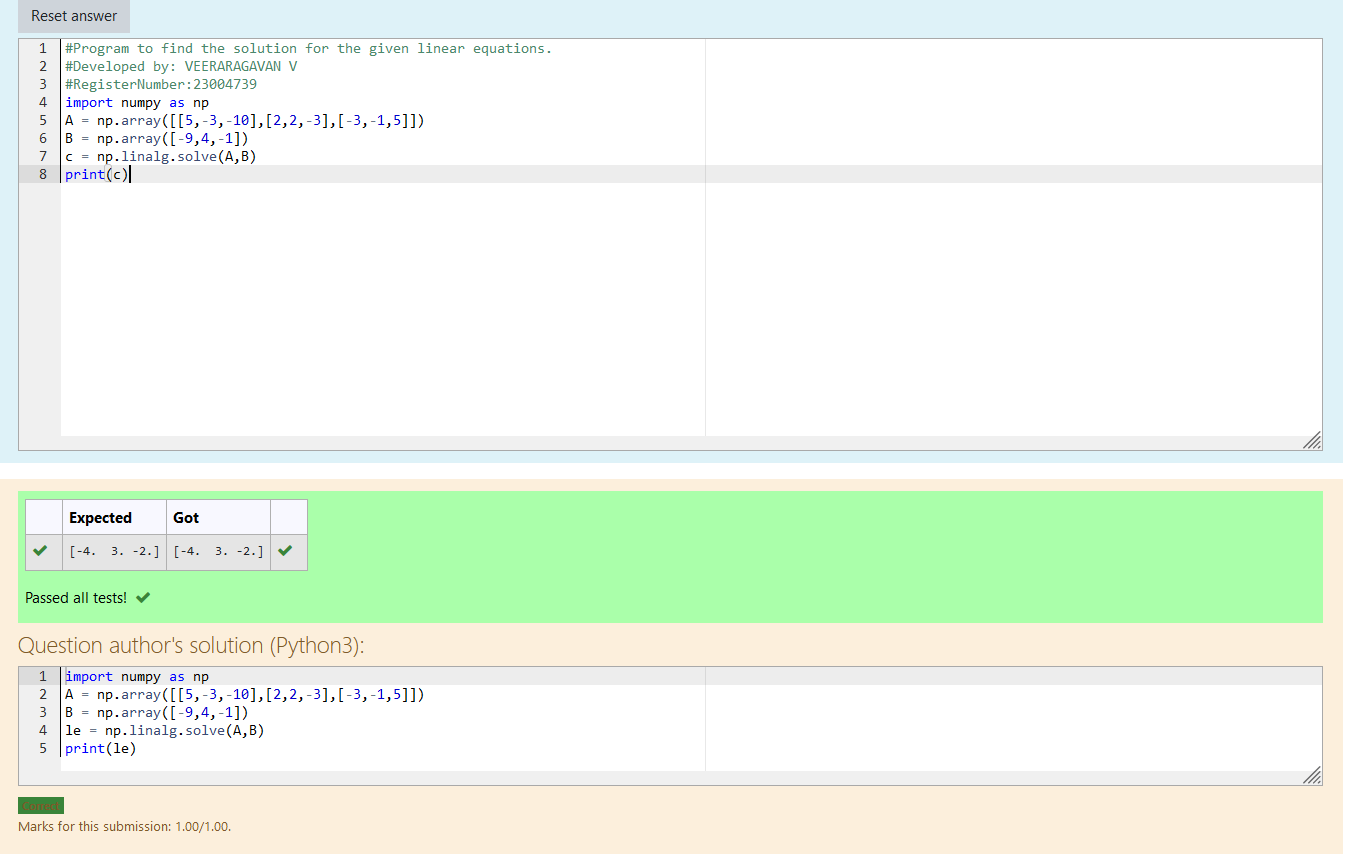 Reset answer
1 #Program to find the solution for the given linear equations.
2 #Developed by: VEERARAGAVAN V
3 #RegisterNumber:23004739
4 import numpy as np
5 A = np.array([[5,-3,-10],[2,2,-3],[-3,-1,5]])
6 B = np.array([-9,4,-1])
7 c = np.linalg.solve(A,B)
8 print(c)
Expected Got
[-4.  3. -2.] [-4.  3. -2.]
Passed all tests!
Question author's solution (Python3):
1 import numpy as np
2 A = np.array([[5,-3,-10],[2,2,-3],[-3,-1,5]])
3 B = np.array([-9,4,-1])
4 le = np.linalg.solve(A,B)
5 print(le)
Correct
Marks for this submission: 1.00/1.00.